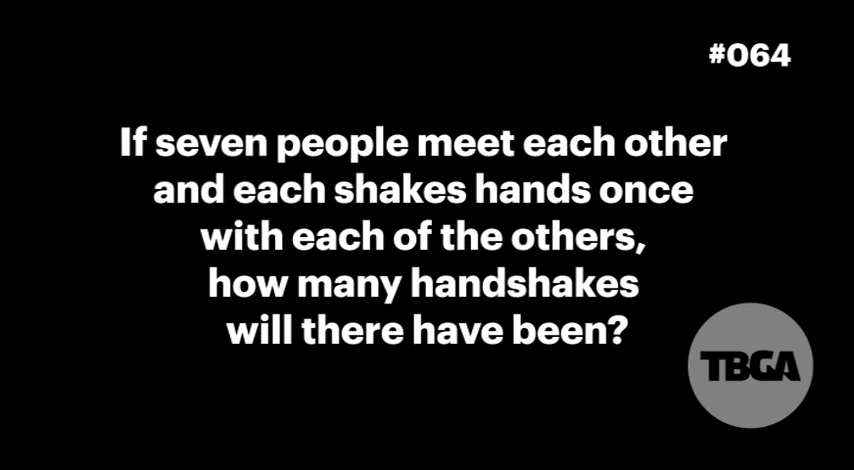 #064
If seven people meet each other
and each shakes hands once
with each of the others,
how many handshakes
will there have been?
TBGA